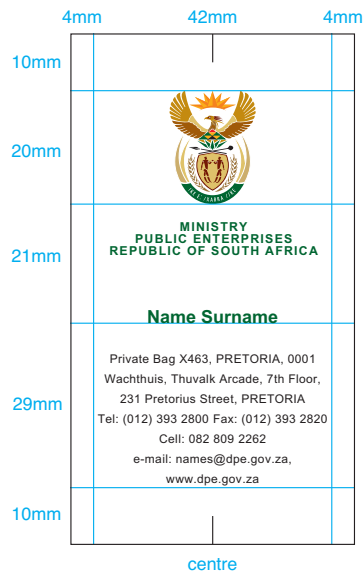 4mm 42mm 4mm
10mm
20mm
MINISTRY
PUBLIC ENTERPRISES
REPUBLIC OF SOUTH AFRICA
21mm
Name Surname
Private Bag X463, PRETORIA, 0001
Wachthuis, Thuvalk Arcade, 7th Floor,
231 Pretorius Street, PRETORIA
29mm
Tel: (012) 393 2800 Fax: (012) 393 2820
Cell: 082 809 2262
e-mail: names@dpe.gov.za,
www.dpe.gov.za
10mm
centre